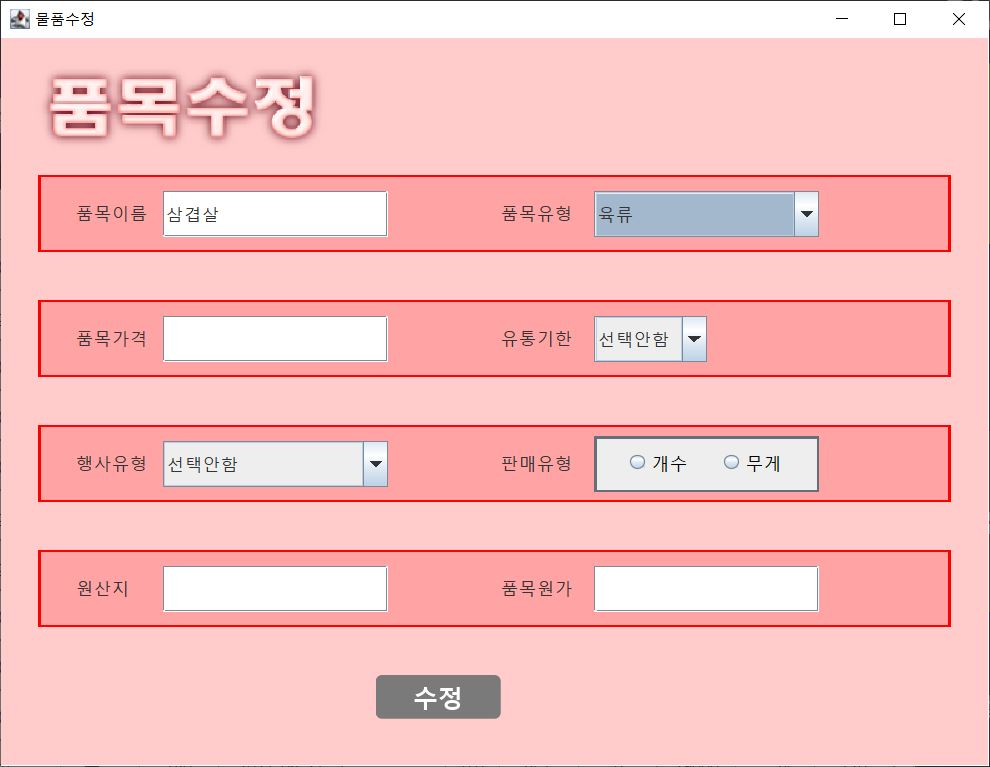 물품수정
품목수정
품목이름 삼겹살 품목유형 육류
품목가격 유통기한 선택안함
행사유형 선택안함 판매유형 개수 무게
원산지 품목원가
수정